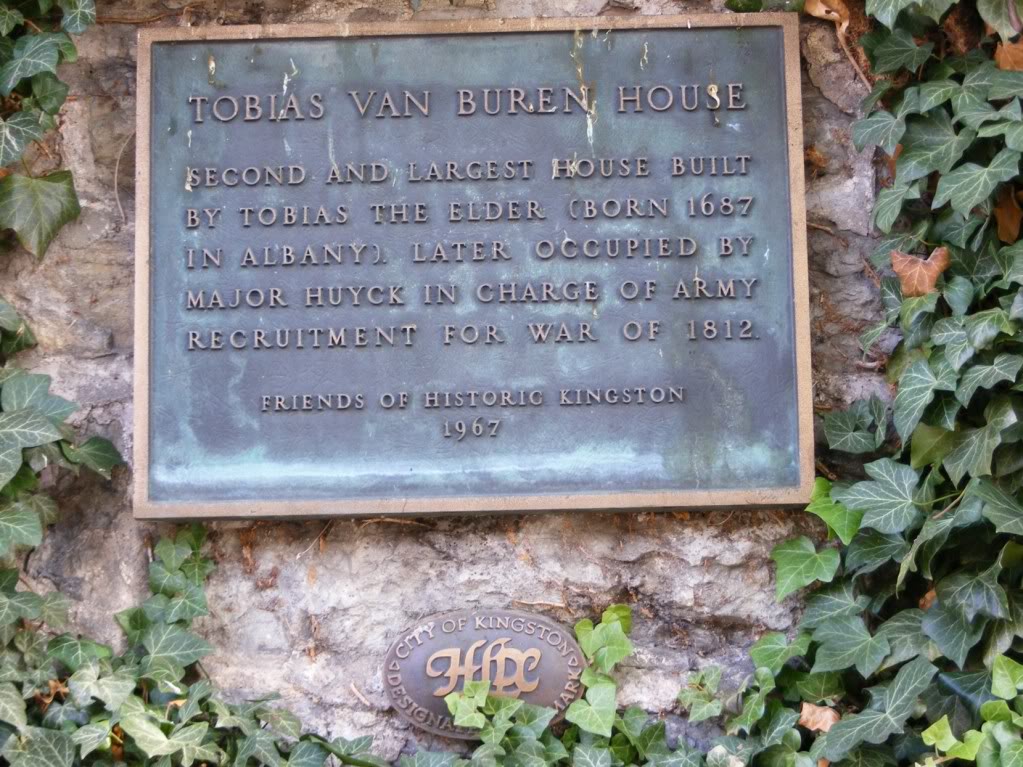 TOBIAS VAN BUREN HOUSE
SECOND AND LARGEST HOUSE BUILT
BY TOBIAS THE ELDER (BORN 1687
IN ALBANY). LATER OCCUPIED BY
MAJOR HUYCK IN CHARGE OF ARMY
RECRUITMENT FOR WAR OF 1812.
FRIENDS OF HISTORIC KINGSTON
1967
CITY OF KINGSTON